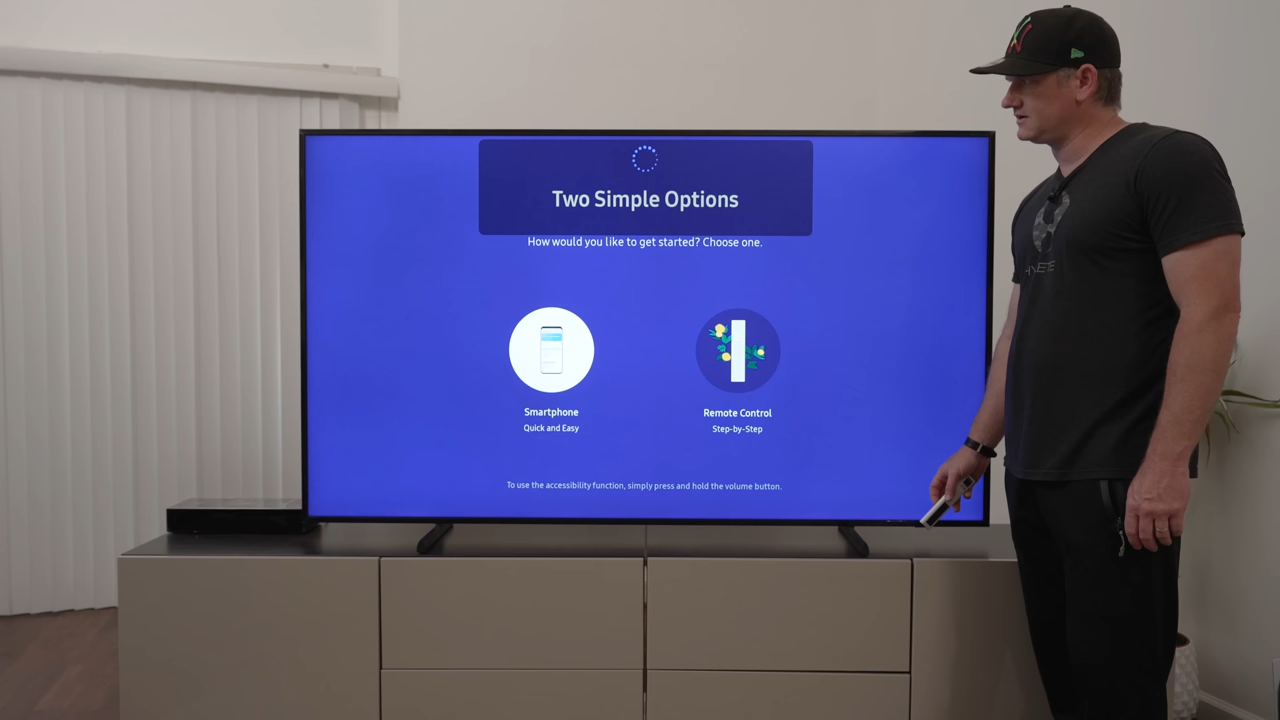 Two Simple Options
How would you like to get started? Choose one.
Smartphone
Quick and Easy
Remote Control
Step-by-Step
To use the accessibility function, simply press and hold the volume button.